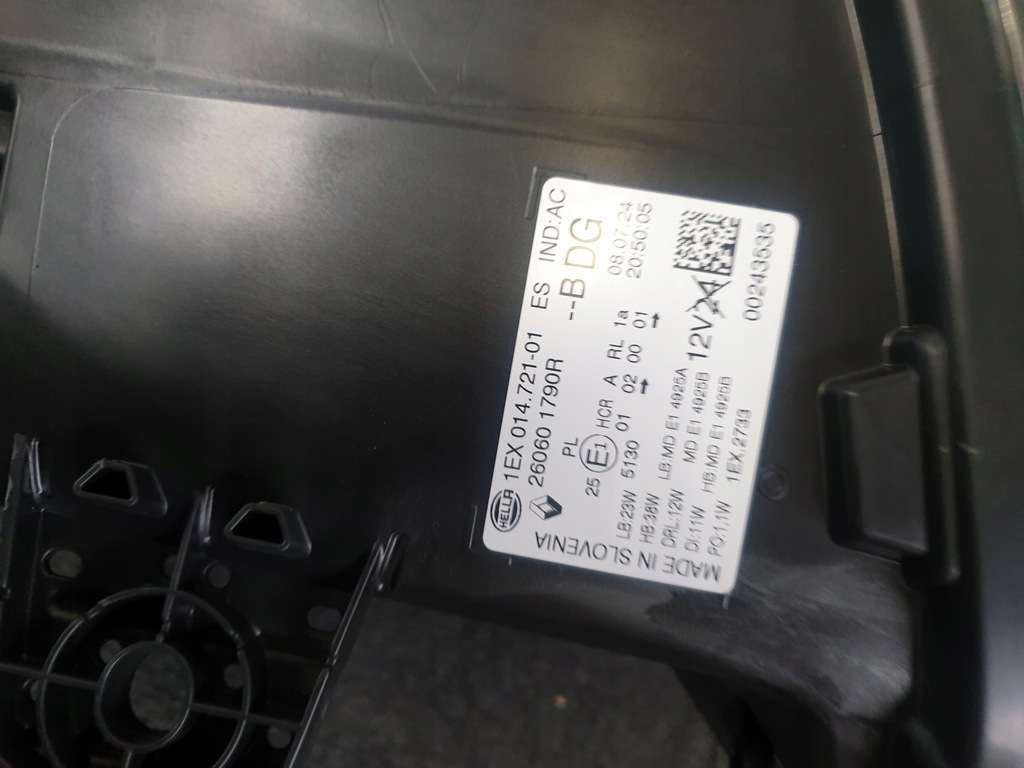 HELLA 1EX 014.721-01 ES IND:AC
26060 1790R --B DG
PL
25 E1 HCR A RL 1a 08.07.24
5130 01 02 00 01 20:50:05
LB:23W LB:MD E1 4925A
HB:38W MD E1 4925B
DRL:12W HB:MD E1 4925B
DI:11W 1EX.2733
PO:1,1W
12V 24
00243535
MADE IN SLOVENIA